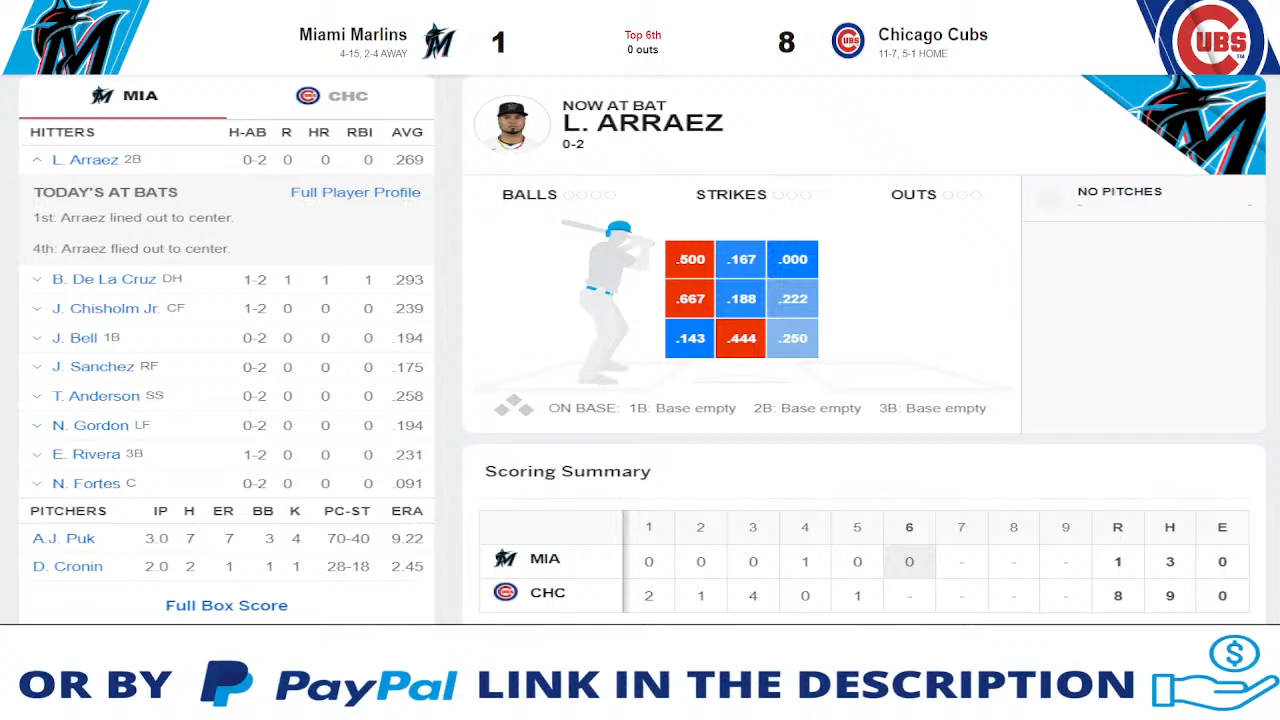 Miami Marlins 1 Top 6th 8 Chicago Cubs
4-15, 2-4 AWAY 0 outs 11-7, 5-1 HOME
CUBS
MIA CHC
HITTERS H-AB R HR RBI AVG
L. Arraez 2B 0-2 0 0 0 .269
TODAY'S AT BATS Full Player Profile
1st: Arraez lined out to center.
4th: Arraez flied out to center.
B. De La Cruz DH 1-2 1 1 1 .293
J. Chisholm Jr. CF 1-2 0 0 0 .239
J. Bell 1B 0-2 0 0 0 .194
J. Sanchez RF 0-2 0 0 0 .175
T. Anderson SS 0-2 0 0 0 .258
N. Gordon LF 0-2 0 0 0 .194
E. Rivera 3B 1-2 0 0 0 .231
N. Fortes C 0-2 0 0 0 .091
PITCHERS IP H ER BB K PC-ST ERA
A.J. Puk 3.0 7 7 3 4 70-40 9.22
D. Cronin 2.0 2 1 1 1 28-18 2.45
Full Box Score
NOW AT BAT
L. ARRAEZ
0-2
BALLS STRIKES OUTS
.500 .167 .000
.667 .188 .222
.143 .444 .250
ON BASE: 1B: Base empty 2B: Base empty 3B: Base empty
NO PITCHES
- -
Scoring Summary
1 2 3 4 5 6 7 8 9 R H E
MIA 0 0 0 1 0 0 - - - 1 3 0
CHC 2 1 4 0 1 - - - - 8 9 0
OR BY PayPal LINK IN THE DESCRIPTION